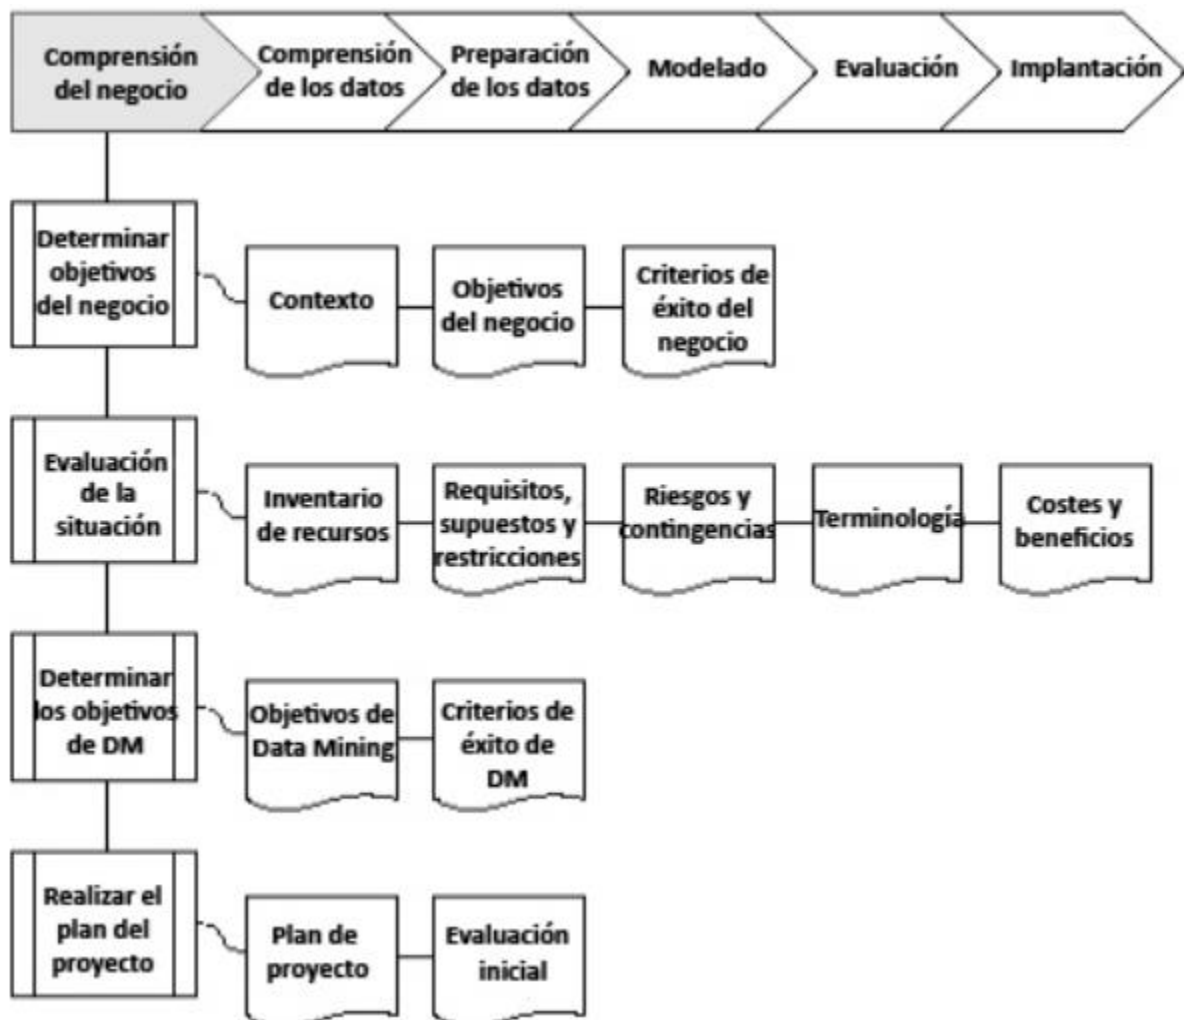 Comprensión
del negocio
Comprensión
de los datos
Preparación
de los datos
Modelado
Evaluación
Implantación
Determinar
objetivos
del negocio
Contexto
Objetivos
del negocio
Criterios de
éxito del
negocio
Evaluación
de la
situación
Inventario
de recursos
Requisitos,
supuestos y
restricciones
Riesgos y
contingencias
Terminología
Costes y
beneficios
Determinar
los objetivos
de DM
Objetivos de
Data Mining
Criterios de
éxito de
DM
Realizar el
plan del
proyecto
Plan de
proyecto
Evaluación
inicial